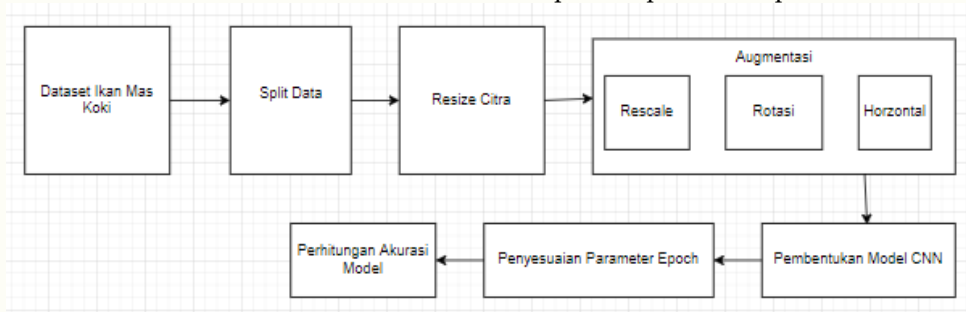 Dataset Ikan Mas
Koki
Split Data
Resize Citra
Augmentasi
Rescale
Rotasi
Horzontal
Perhitungan Akurasi
Model
Penyesuaian Parameter Epoch
Pembentukan Model CNN